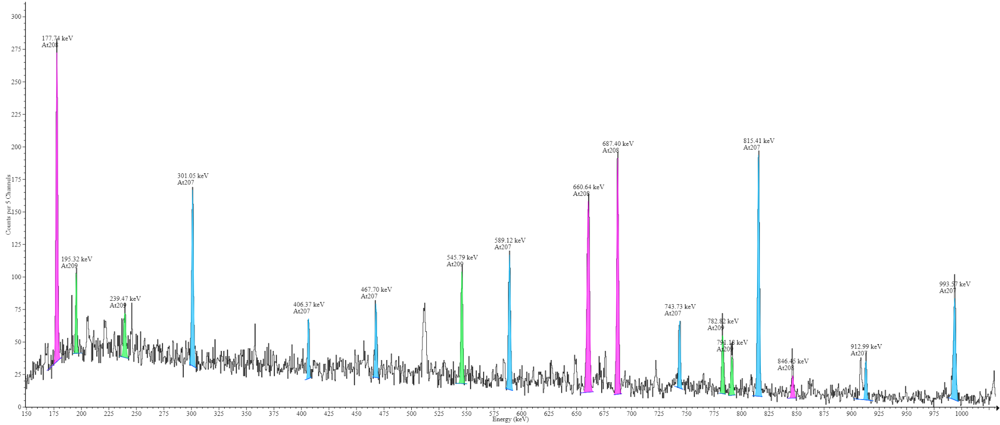 300
275
250
225
200
175
150
125
100
75
50
25
0
Counts per 5 Channels
177.74 keV
At208
195.32 keV
At209
239.47 keV
At209
301.05 keV
At207
406.37 keV
At207
467.70 keV
At207
545.79 keV
At209
589.12 keV
At207
660.64 keV
At208
687.40 keV
At208
743.73 keV
At207
782.82 keV
At209
791.18 keV
At209
815.41 keV
At207
846.45 keV
At208
912.99 keV
At207
993.57 keV
At207
150 175 200 225 250 275 300 325 350 375 400 425 450 475 500 525 550 575 600 625 650 675 700 725 750 775 800 825 850 875 900 925 950 975 1000
Energy (keV)